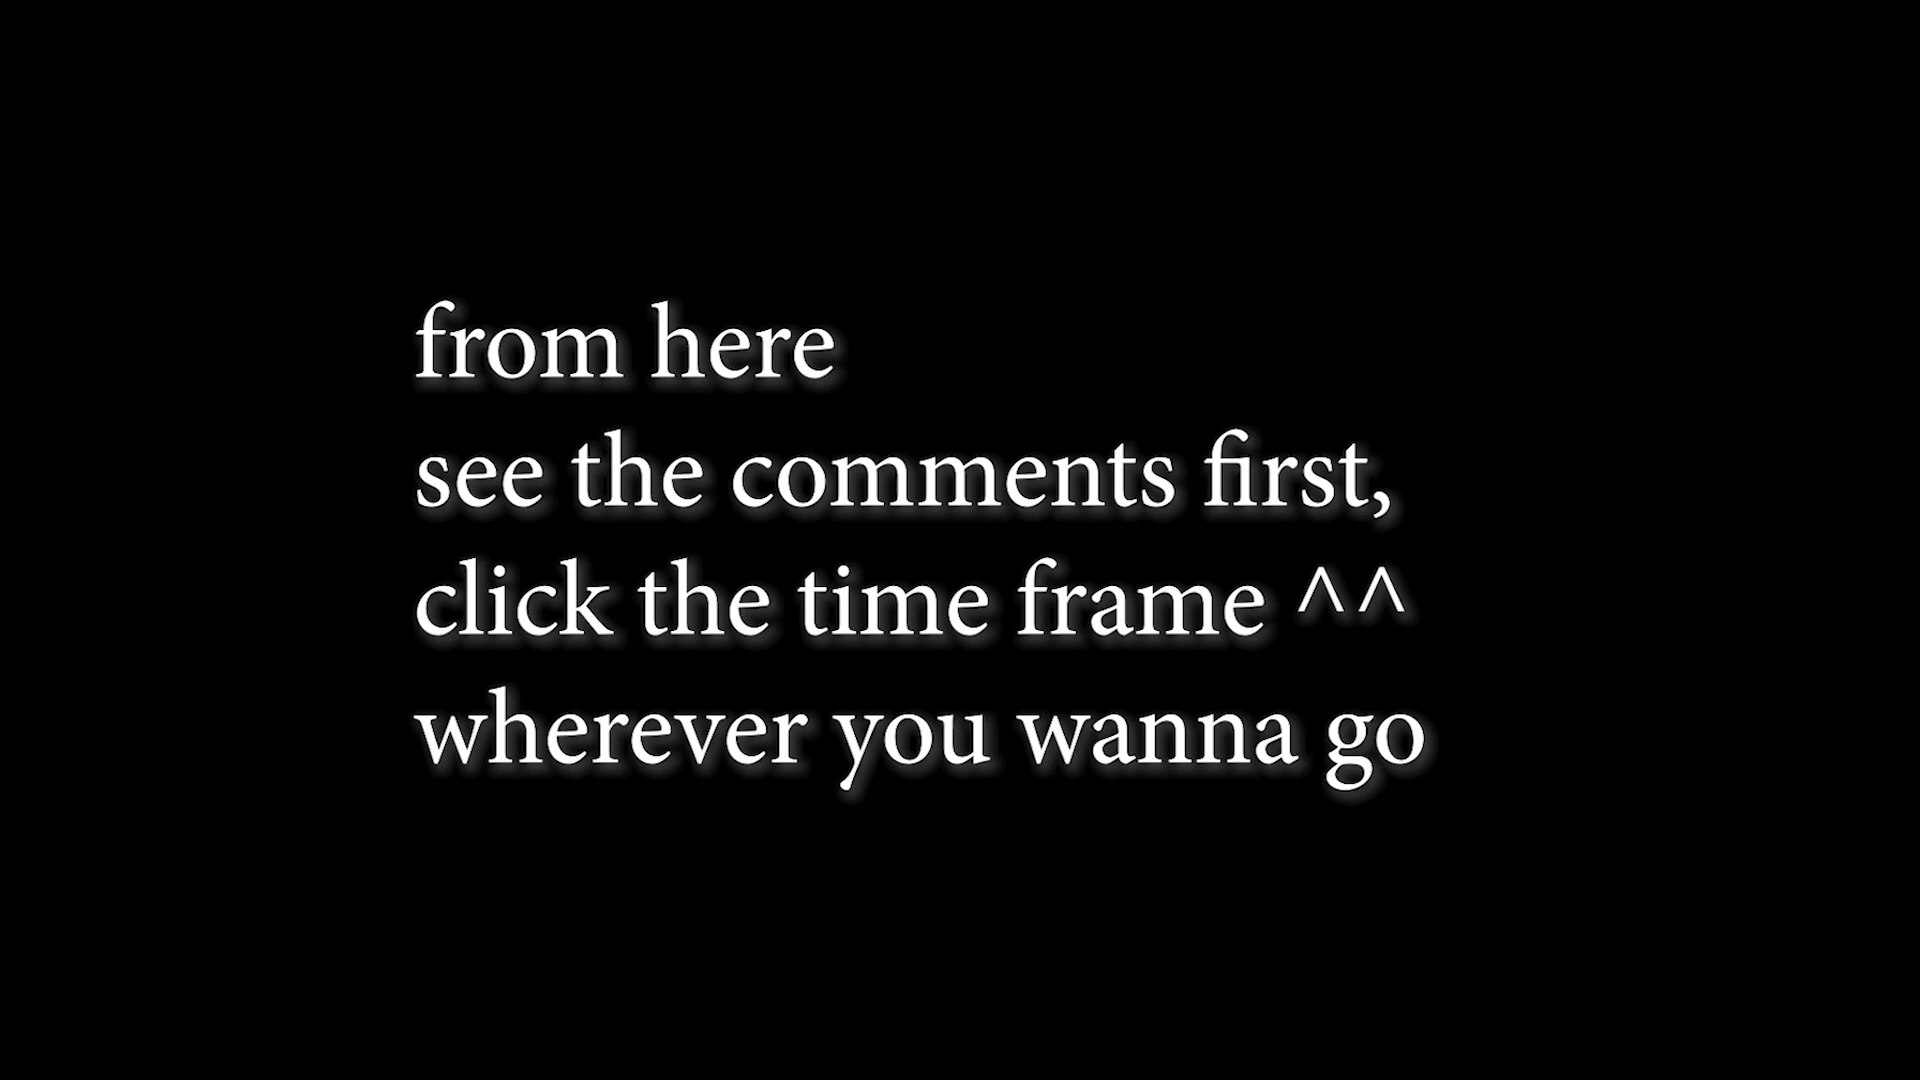 from here
see the comments first,
click the time frame ^^
wherever you wanna go